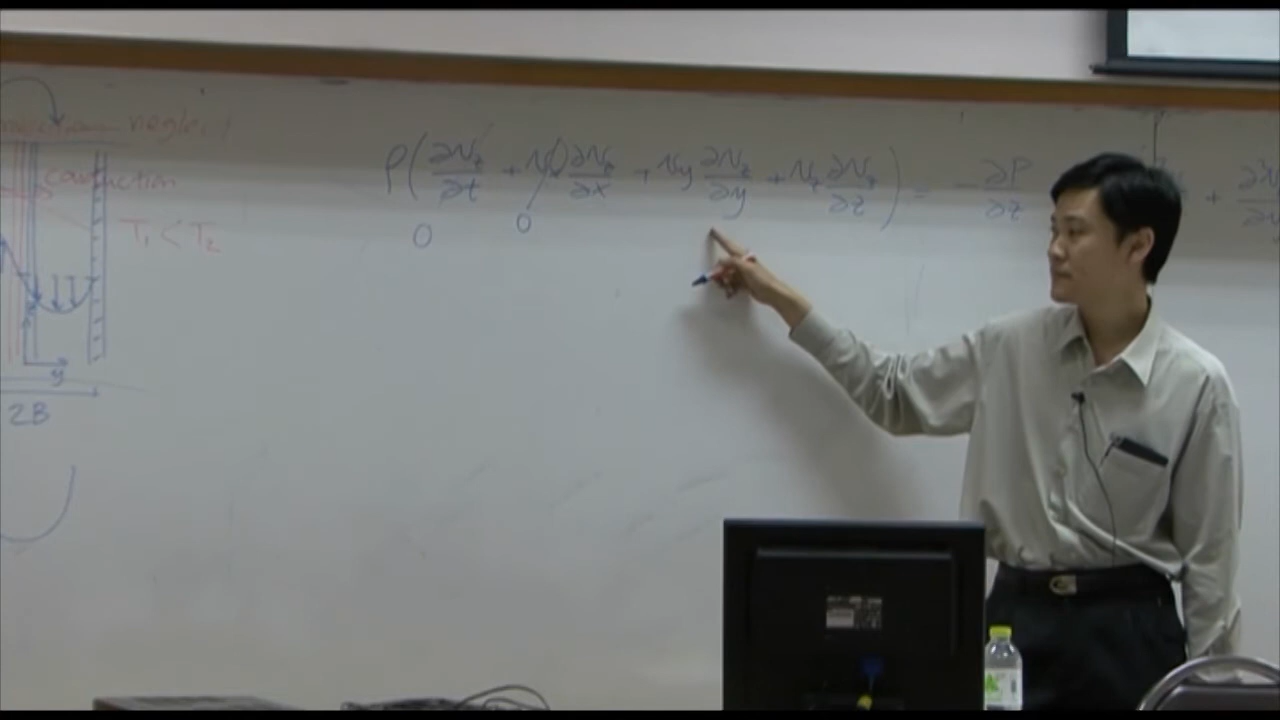 neglect
conduction
T₁ < T₂
y
2B
ρ(∂v_z/∂t + v_x ∂v_z/∂x + v_y ∂v_z/∂y + v_z ∂v_z/∂z) = -∂P/∂z +
0 0